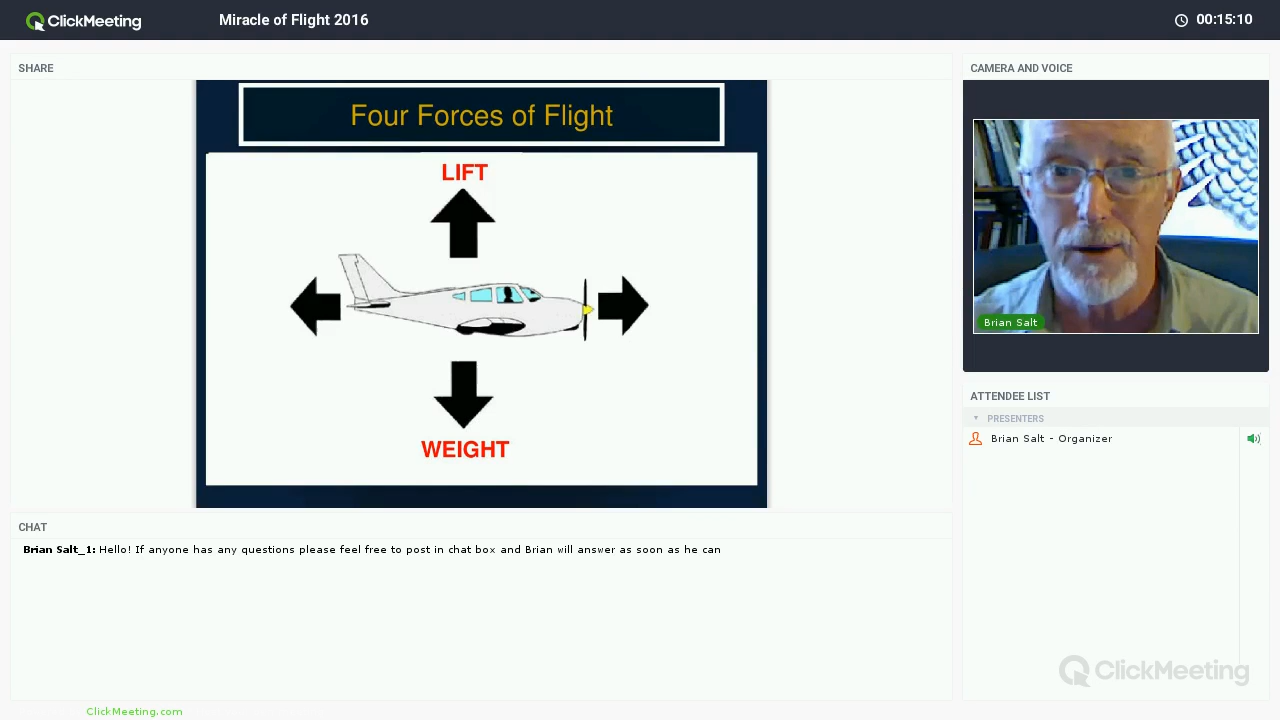 ClickMeeting
Miracle of Flight 2016
00:15:10
SHARE
Four Forces of Flight
LIFT
WEIGHT
CAMERA AND VOICE
Brian Salt
ATTENDEE LIST
PRESENTERS
Brian Salt - Organizer
CHAT
Brian Salt_1: Hello! If anyone has any questions please feel free to post in chat box and Brian will answer as soon as he can
ClickMeeting
ClickMeeting.com